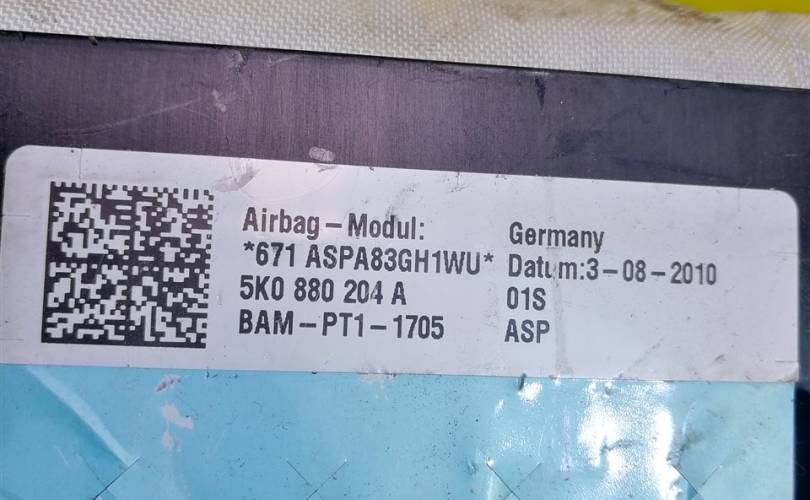 Airbag-Modul:
*671 ASPA83GH1WU*
5K0 880 204 A
BAM-PT1-1705
Germany
Datum:3-08-2010
01S
ASP